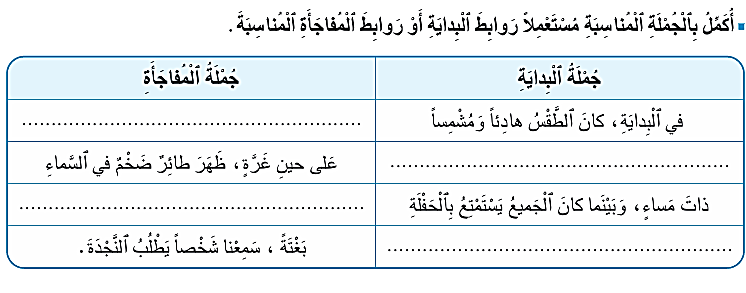 ▪ أُكَمِّلُ بِٱلْجُمْلَةِ ٱلْمُناسِبَةِ مُسْتَعْمِلاً رَوابِطَ ٱلْبِدايَةِ أَوْ رَوابِطَ ٱلْمُفاجَأَةِ ٱلْمُناسِبَةَ .
جُمْلَةُ ٱلْبِدايَةِ
جُمْلَةُ ٱلْمُفاجَأَةِ
في ٱلْبِدايَةِ، كانَ ٱلطَّقْسُ هادِئاً وَمُشْمِساً
................................................................
................................................................
عَلى حينِ غَرَّةٍ، ظَهَرَ طائِرٌ ضَخْمٌ في ٱلسَّماءِ
ذاتَ مَساءٍ، وَبَيْنَما كانَ ٱلْجَميعُ يَسْتَمْتِعُ بِٱلْحَفْلَةِ
................................................................
................................................................
بَغْتَةً ، سَمِعْنا شَخْصاً يَطْلُبُ ٱلنَّجْدَةَ .